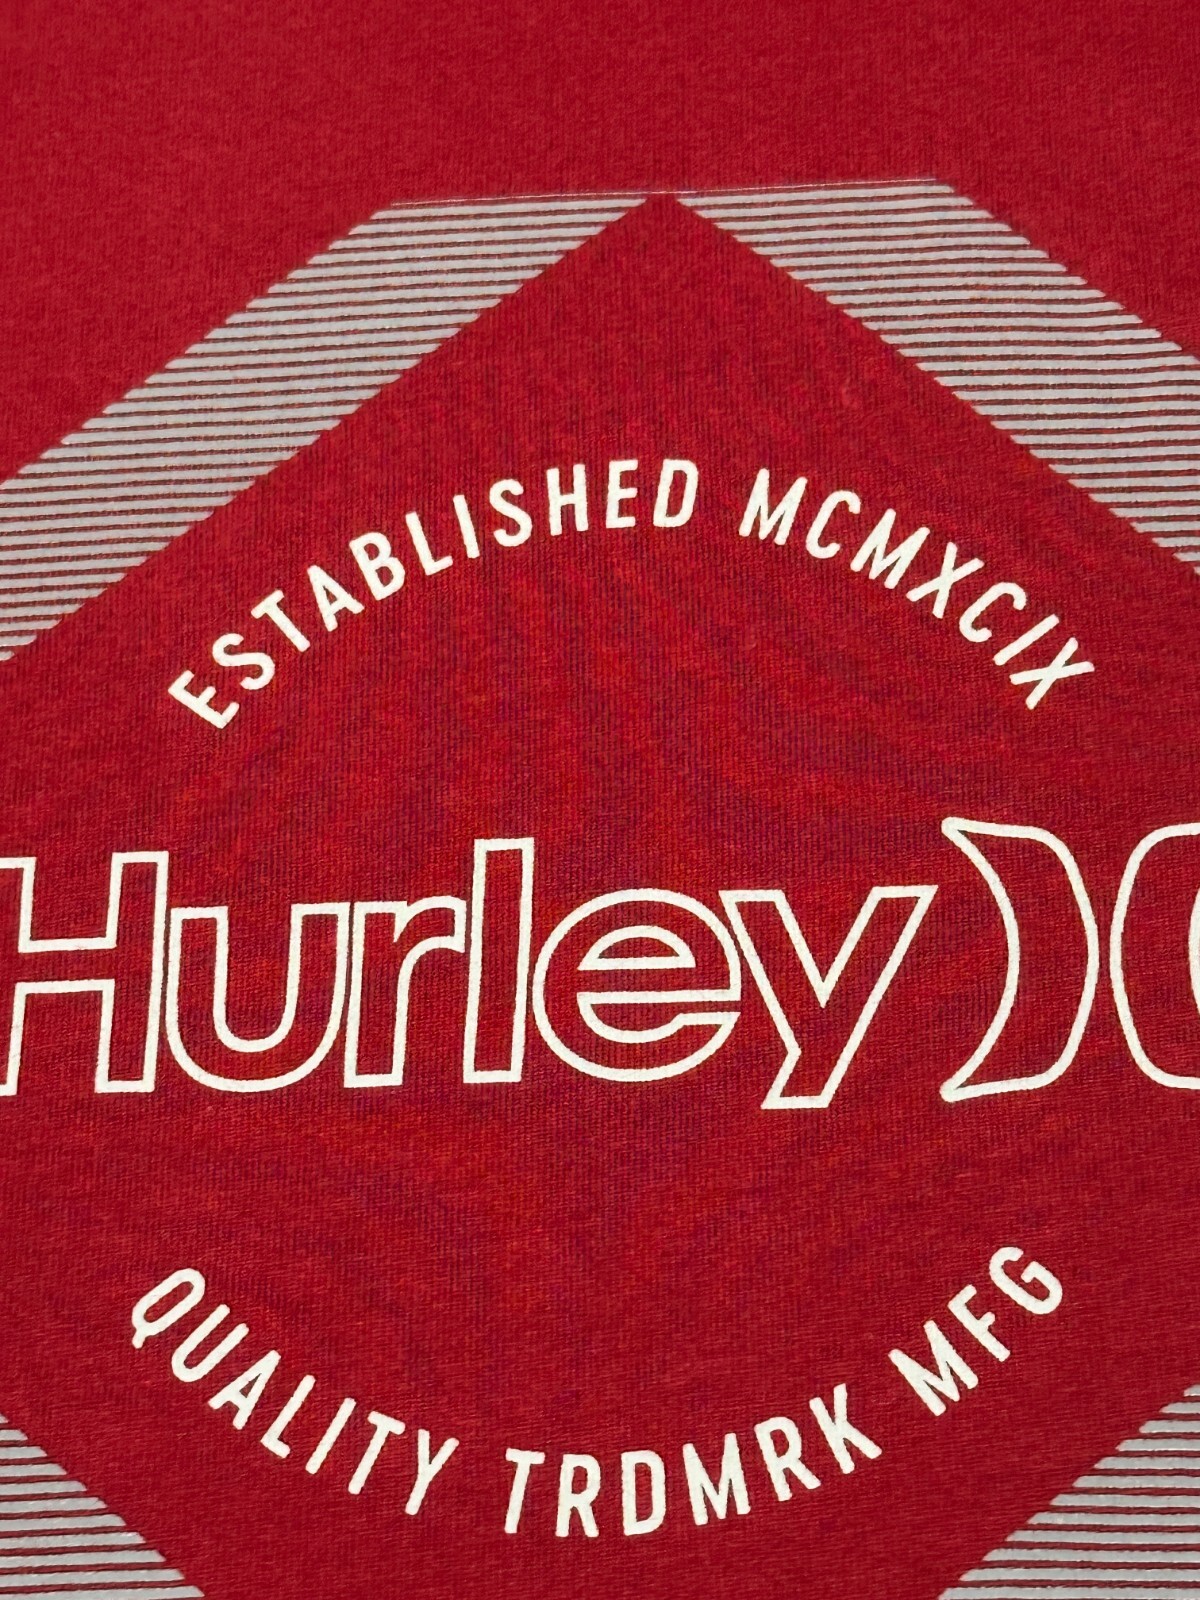 ESTABLISHED MCMXCIX
Hurley
QUALITY TRDMRK MFG